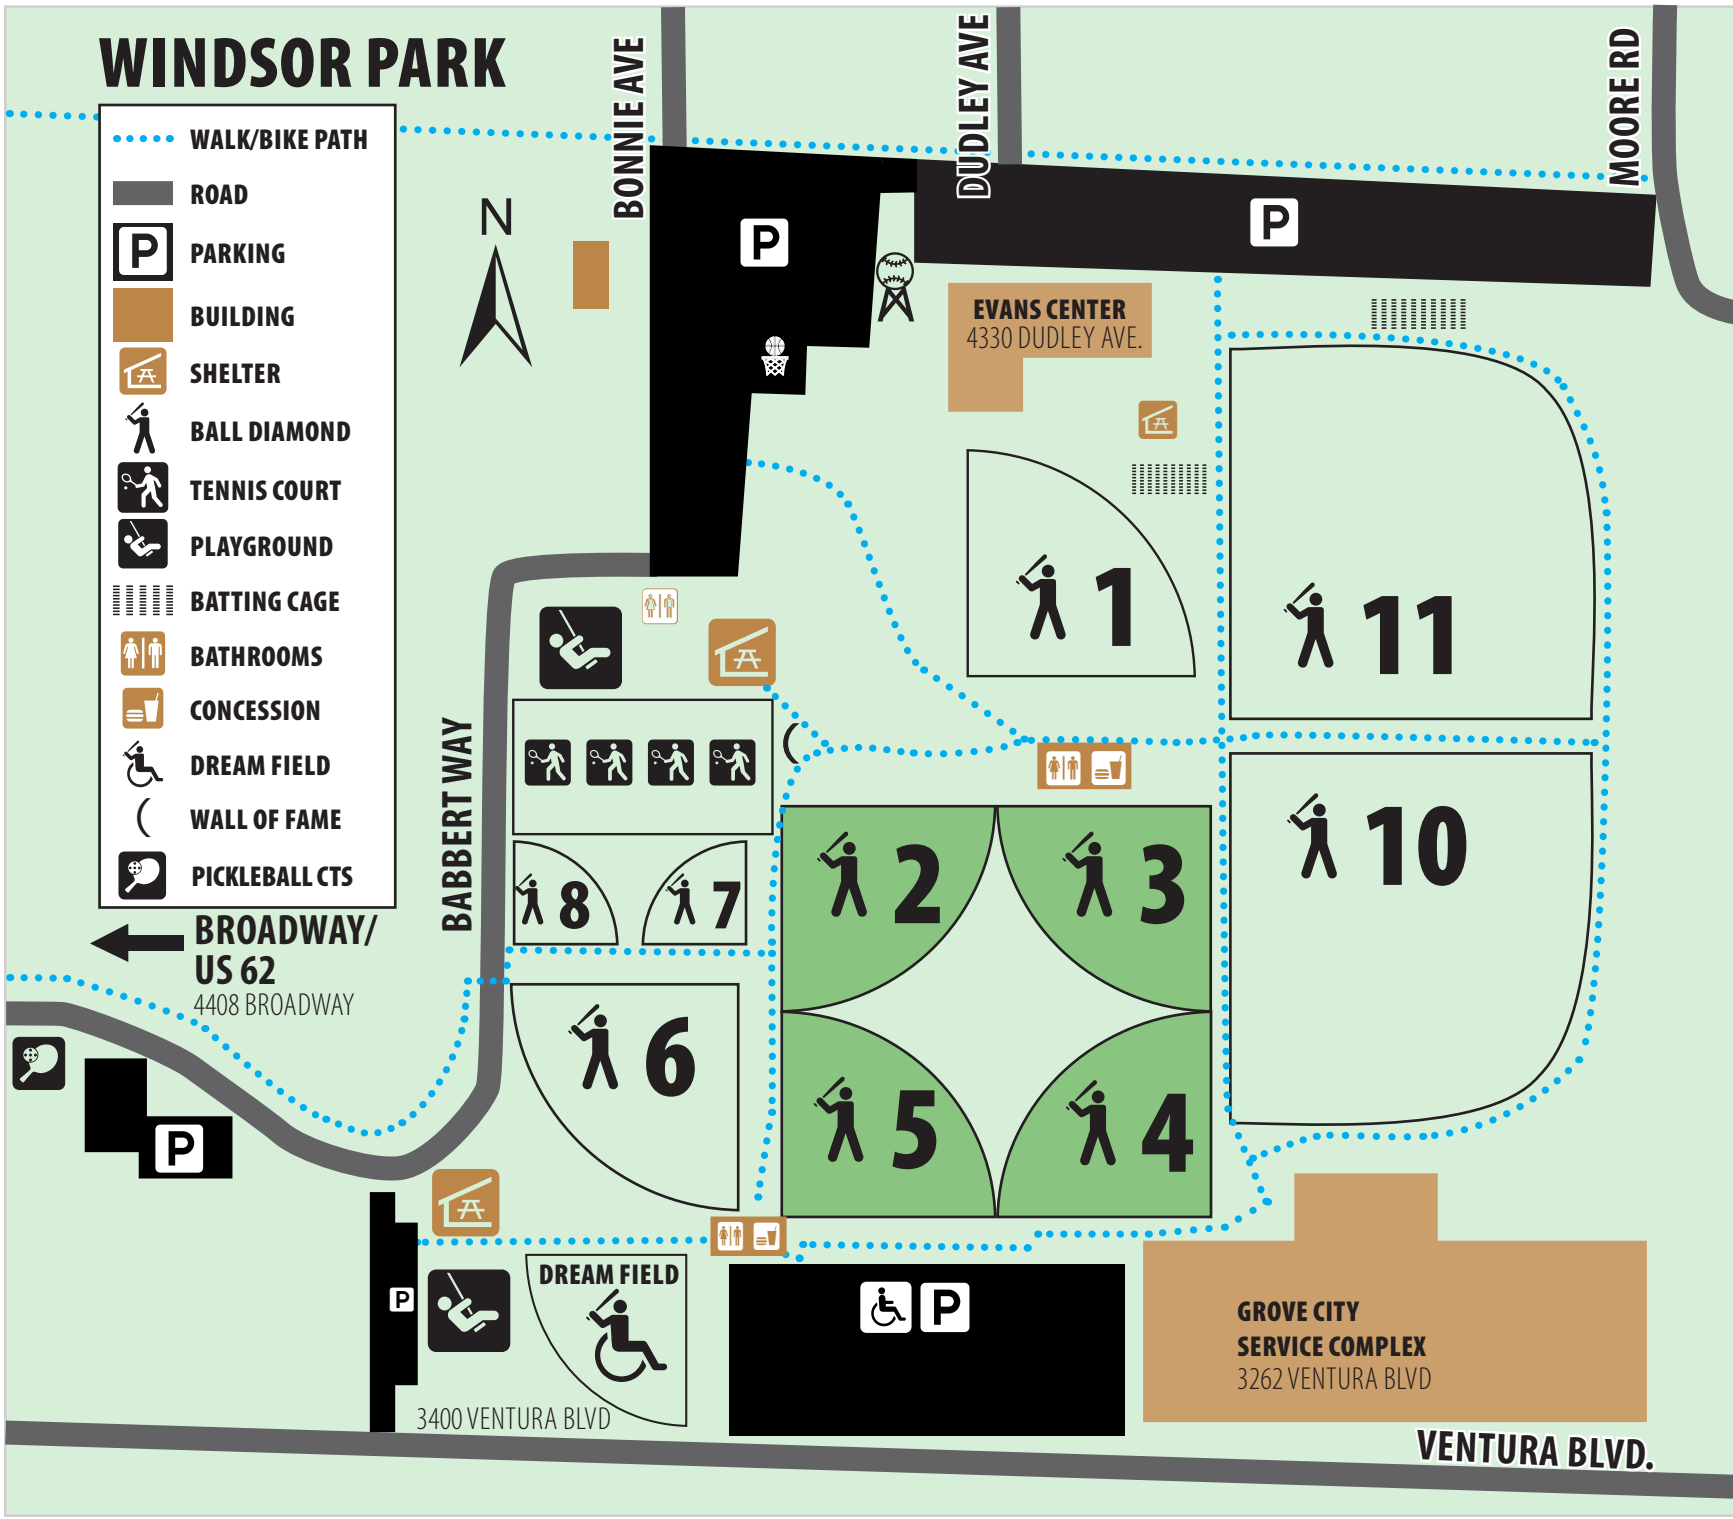 WINDSOR PARK
WALK/BIKE PATH
ROAD
P PARKING
BUILDING
SHELTER
BALL DIAMOND
TENNIS COURT
PLAYGROUND
BATTING CAGE
BATHROOMS
CONCESSION
DREAM FIELD
WALL OF FAME
PICKLEBALL CTS
BROADWAY/
US 62
4408 BROADWAY
N
BONNIE AVE
DUDLEY AVE
MOORE RD
P
P
EVANS CENTER
4330 DUDLEY AVE.
1
11
BABBERT WAY
2
3
10
8
7
6
5
4
P
P
DREAM FIELD
3400 VENTURA BLVD
P
GROVE CITY
SERVICE COMPLEX
3262 VENTURA BLVD
VENTURA BLVD.